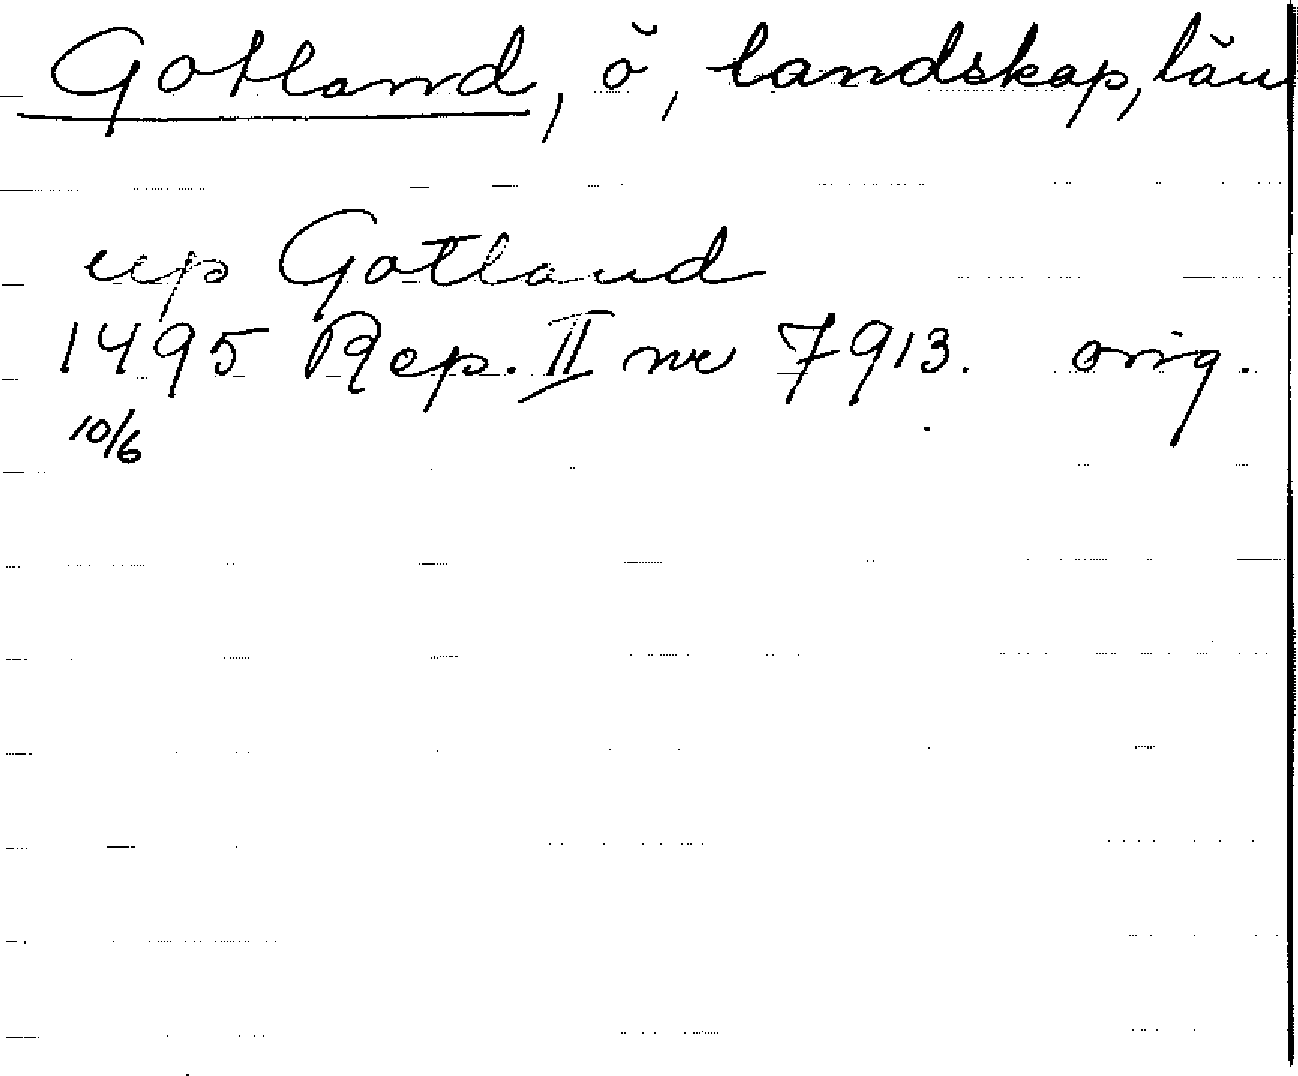 Gotland, ö, landskap, län
up Gotland
1495 Rep. II nr 7913. orig.
10/6